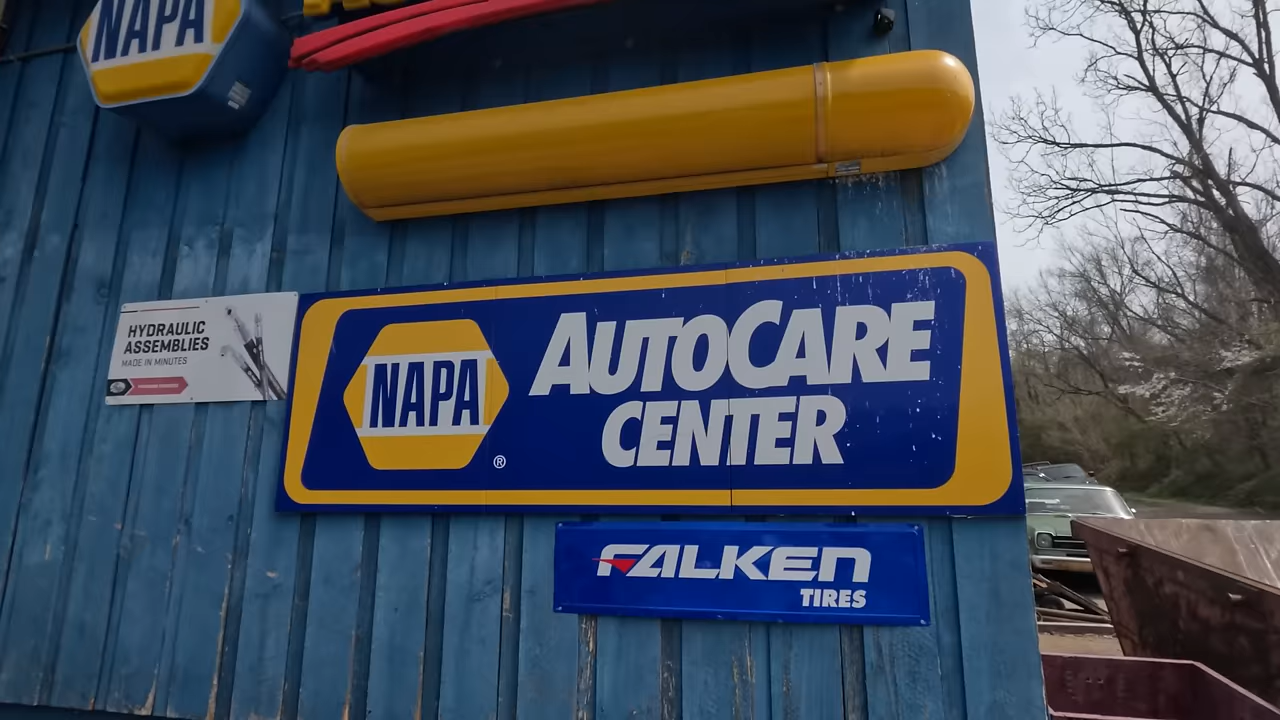 NAPA
HYDRAULIC
ASSEMBLIES
MADE IN MINUTES
NAPA
®
AUTOCARE
CENTER
FALKEN
TIRES